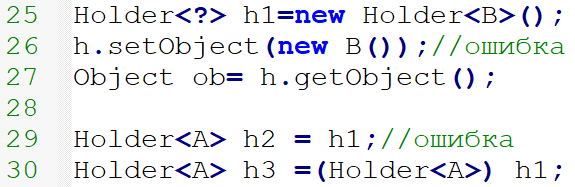 25 Holder<?> h1=new Holder<B>();
26 h.setObject(new B());//ошибка
27 Object ob= h.getObject();
28
29 Holder<A> h2 = h1;//ошибка
30 Holder<A> h3 =(Holder<A>) h1;